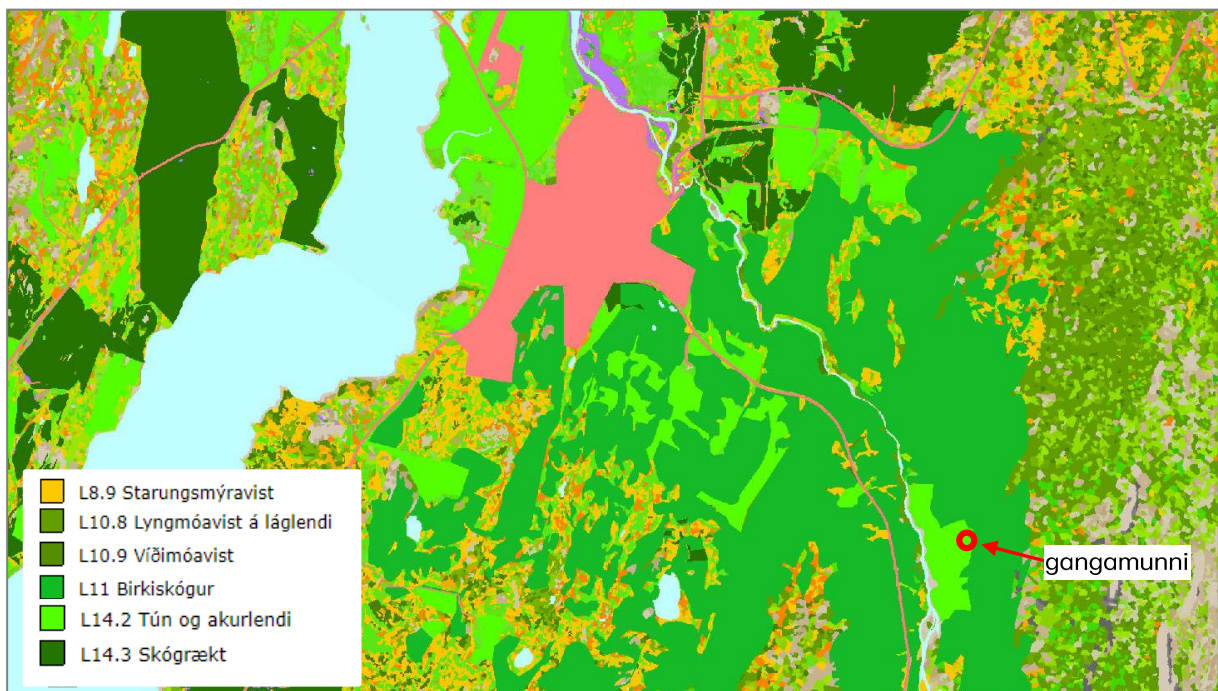 L8.9 Starungsmýravist
L10.8 Lyngmóavist á láglendi
L10.9 Víðimóavist
L11 Birkiskógur
L14.2 Tún og akurlendi
L14.3 Skógrækt
gangamunni